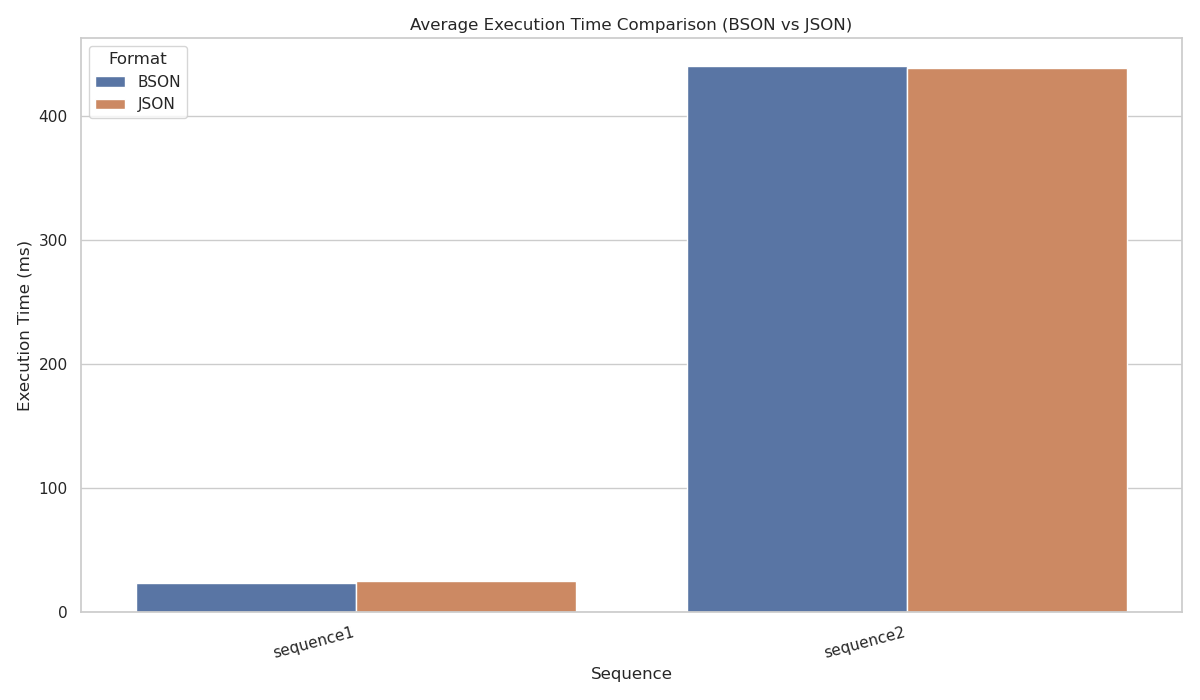 Average Execution Time Comparison (BSON vs JSON)
Format
BSON
JSON
Execution Time (ms)
400
300
200
100
0
sequence1
sequence2
Sequence